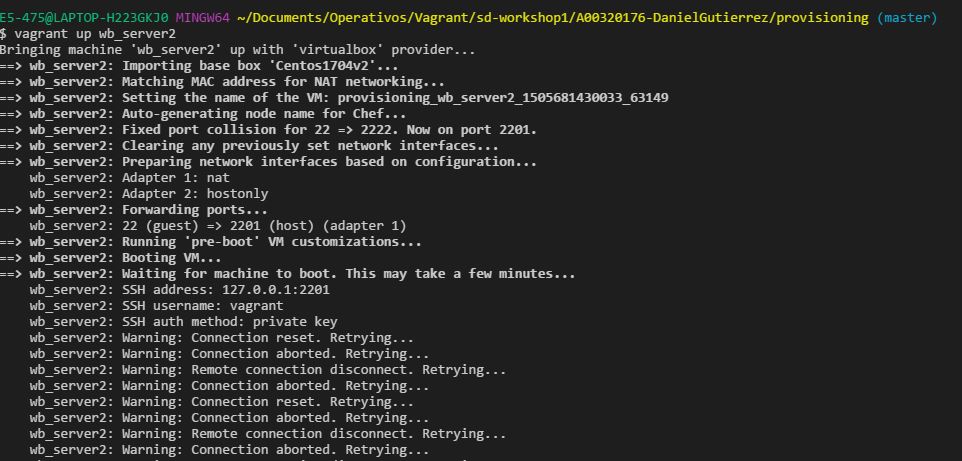 E5-475@LAPTOP-H223GKJ0 MINGW64 ~/Documents/Operativos/Vagrant/sd-workshop1/A00320176-DanielGutierrez/provisioning (master)
$ vagrant up wb_server2
Bringing machine 'wb_server2' up with 'virtualbox' provider...
==> wb_server2: Importing base box 'Centos1704v2'...
==> wb_server2: Matching MAC address for NAT networking...
==> wb_server2: Setting the name of the VM: provisioning_wb_server2_1505681430033_63149
==> wb_server2: Auto-generating node name for Chef...
==> wb_server2: Fixed port collision for 22 => 2222. Now on port 2201.
==> wb_server2: Clearing any previously set network interfaces...
==> wb_server2: Preparing network interfaces based on configuration...
    wb_server2: Adapter 1: nat
    wb_server2: Adapter 2: hostonly
==> wb_server2: Forwarding ports...
    wb_server2: 22 (guest) => 2201 (host) (adapter 1)
==> wb_server2: Running 'pre-boot' VM customizations...
==> wb_server2: Booting VM...
==> wb_server2: Waiting for machine to boot. This may take a few minutes...
    wb_server2: SSH address: 127.0.0.1:2201
    wb_server2: SSH username: vagrant
    wb_server2: SSH auth method: private key
    wb_server2: Warning: Connection reset. Retrying...
    wb_server2: Warning: Connection aborted. Retrying...
    wb_server2: Warning: Remote connection disconnect. Retrying...
    wb_server2: Warning: Connection aborted. Retrying...
    wb_server2: Warning: Connection reset. Retrying...
    wb_server2: Warning: Connection aborted. Retrying...
    wb_server2: Warning: Remote connection disconnect. Retrying...
    wb_server2: Warning: Connection aborted. Retrying...